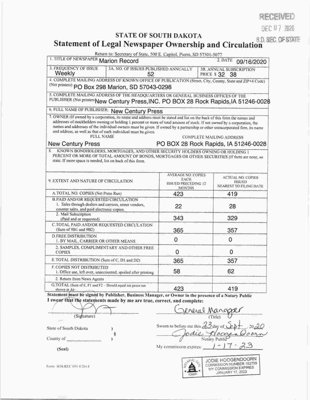 RECEIVED
DEC 07 2020
S.D. SEC. OF STATE
STATE OF SOUTH DAKOTA
Statement of Legal Newspaper Ownership and Circulation
Return to: Secretary of State, 500 E. Capitol, Pierre, SD 57501-5077
1. TITLE OF NEWSPAPER Marion Record
2. DATE 09/16/2020
3. FREQUENCY OF ISSUE
Weekly
3A. NO. OF ISSUES PUBLISHED ANNUALLY
52
3B. ANNUAL SUBSCRIPTION
PRICE $ 32 38
4. COMPLETE MAILING ADDRESS OF KNOWN OFFICE OF PUBLICATION (Street, City, County, State and ZIP+4 Code)
(Not printers) PO Box 298 Marion, SD 57043-0298
5. COMPLETE MAILING ADDRESS OF THE HEADQUARTERS OR GENERAL BUSINESS OFFICES OF THE
PUBLISHER (Not printer) New Century Press, INC. PO BOX 28 Rock Rapids, IA 51246-0028
6. FULL NAME OF PUBLISHER: New Century Press
7. OWNER (If owned by a corporation, its name and address must be stated and list on the back of this form the names and
addresses of stockholders owning or holding 1 percent or more of total amount of stock. If not owned by a corporation, the
names and addresses of the individual owners must be given. If owned by a partnership or other unincorporated firm, its name
and address, as well as that of each individual must be given.
FULL NAME
COMPLETE MAILING ADDRESS
New Century Press
PO BOX 28 Rock Rapids, IA 51246-0028
8. KNOWN BONDHOLDERS, MORTGAGES, AND OTHER SECURITY HOLDERS OWNING OR HOLDING 1
PERCENT OR MORE OF TOTAL AMOUNT OF BONDS, MORTGAGES OR OTHER SECURITIES (If there are none, so
state. If more space is needed, list on back of this form.
9. EXTENT AND NATURE OF CIRCULATION
AVERAGE NO. COPIES
EACH
ISSUED PRECEDING 12
MONTHS
ACTUAL NO. COPIES
ISSUED
NEAREST TO FILING DATE
A. TOTAL NO. COPIES (Net Press Run)
423
419
B. PAID AND/OR REQUESTED CIRCULATION
1. Sales through dealers and carriers, street vendors,
counter sales, and paid electronic copies.
22
28
2. Mail Subscription
(Paid and/or requested)
343
329
C. TOTAL PAID AND/OR REQUESTED CIRCULATION
(Sum of 9B1 and 9B2)
365
357
D. FREE DISTRIBUTION
1. BY MAIL, CARRIER OR OTHER MEANS
0
0
2. SAMPLES, COMPLIMENTARY AND OTHER FREE
COPIES
0
0
E. TOTAL DISTRIBUTION (Sum of C, D1 and D2)
365
357
F. COPIES NOT DISTRIBUTED
1. Office use, left over, unaccounted, spoiled after printing
58
62
2. Return from News Agents
G. TOTAL (Sum of E, F1 and F2 - Should equal net press run
shown in A)
423
419
Statement must be signed by Publisher, Business Manager, or Owner in the presence of a Notary Public
I swear that the statements made by me are true, correct, and complete:
(Signature)
General Manager
(Title)
State of South Dakota )
County of )
(Seal)
Sworn to before me this 23 day of Sept 2020
Jodie Hoogendoorn
Notary Public
My commission expires: 1-17-23
JODIE HOOGENDOORN
MY COMMISSION EXPIRES